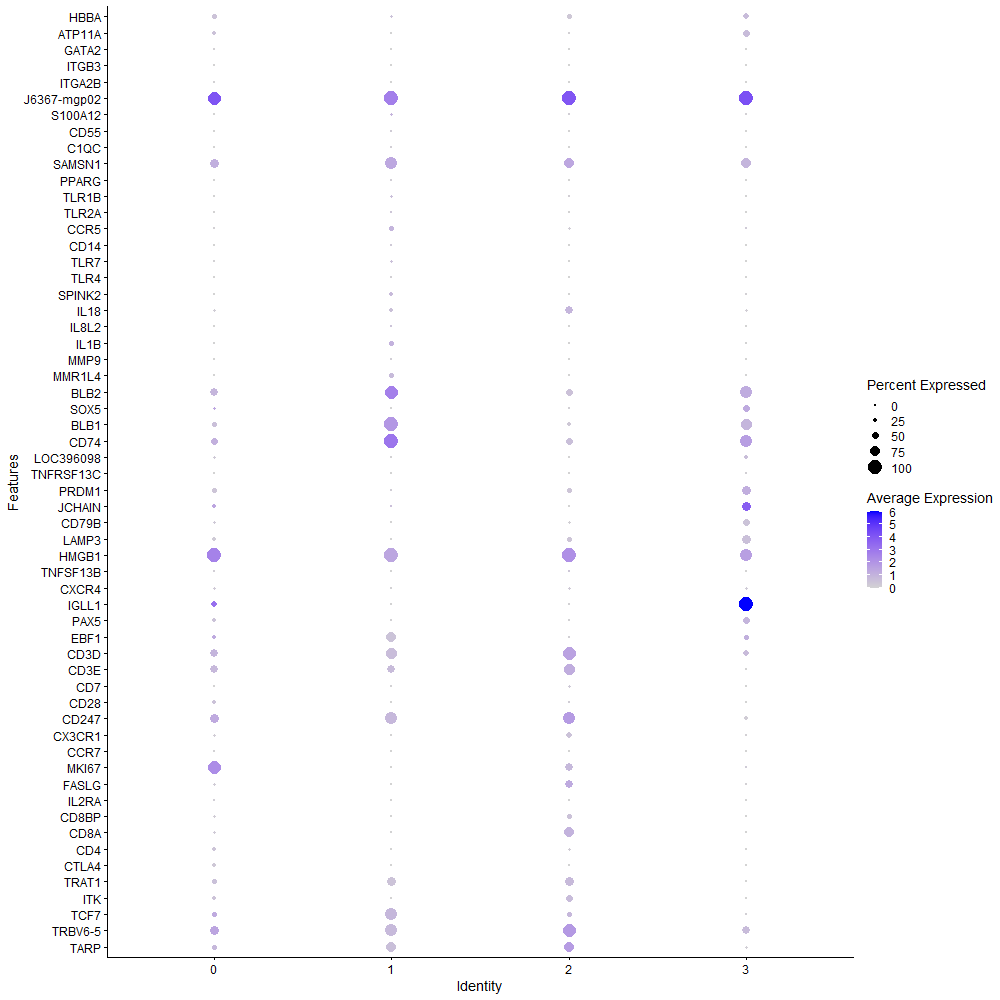 HBBA
ATP11A
GATA2
ITGB3
ITGA2B
J6367-mgp02
S100A12
CD55
C1QC
SAMSN1
PPARG
TLR1B
TLR2A
CCR5
CD14
TLR7
TLR4
SPINK2
IL18
IL8L2
IL1B
MMP9
MMR1L4
BLB2
SOX5
BLB1
CD74
LOC396098
TNFRSF13C
PRDM1
JCHAIN
CD79B
LAMP3
HMGB1
TNFSF13B
CXCR4
IGLL1
PAX5
EBF1
CD3D
CD3E
CD7
CD28
CD247
CX3CR1
CCR7
MKI67
FASLG
IL2RA
CD8BP
CD8A
CD4
CTLA4
TRAT1
ITK
TCF7
TRBV6-5
TARP
Features
0 1 2 3
Identity
Percent Expressed
0
25
50
75
100
Average Expression
6
5
4
3
2
1
0